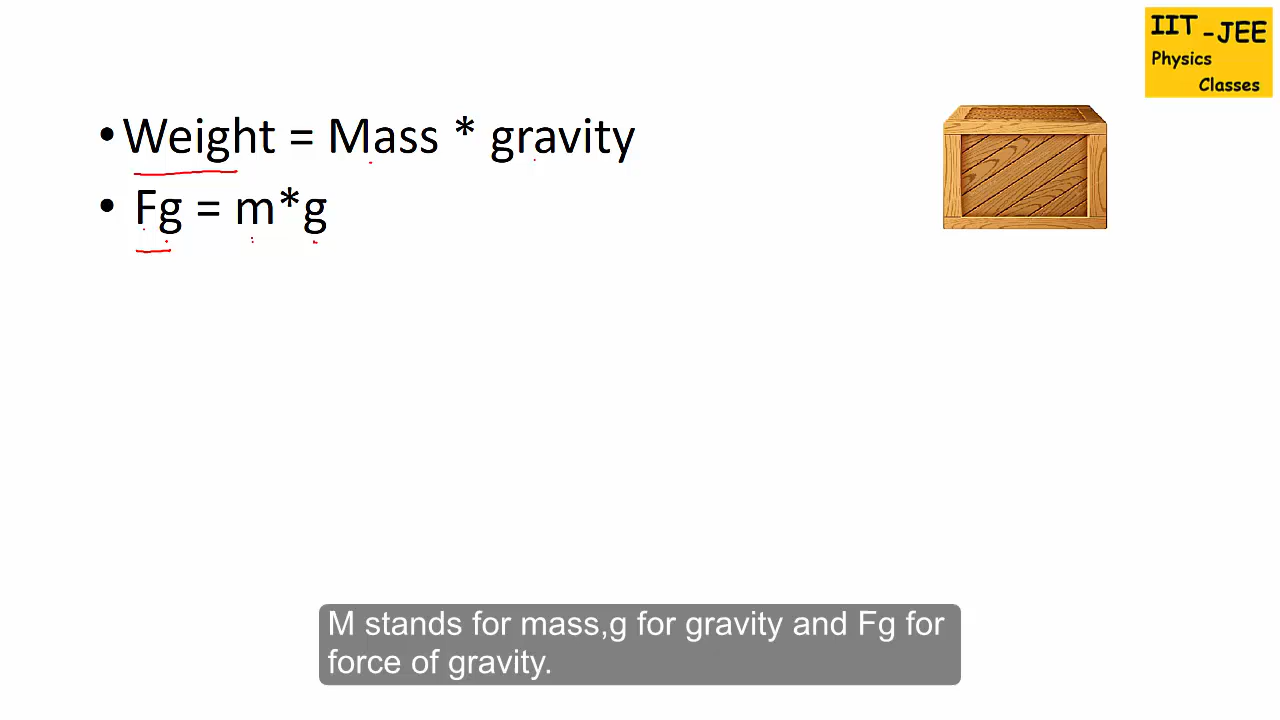 IIT -JEE
Physics
Classes
•Weight = Mass * gravity
• Fg = m*g
M stands for mass,g for gravity and Fg for
force of gravity.